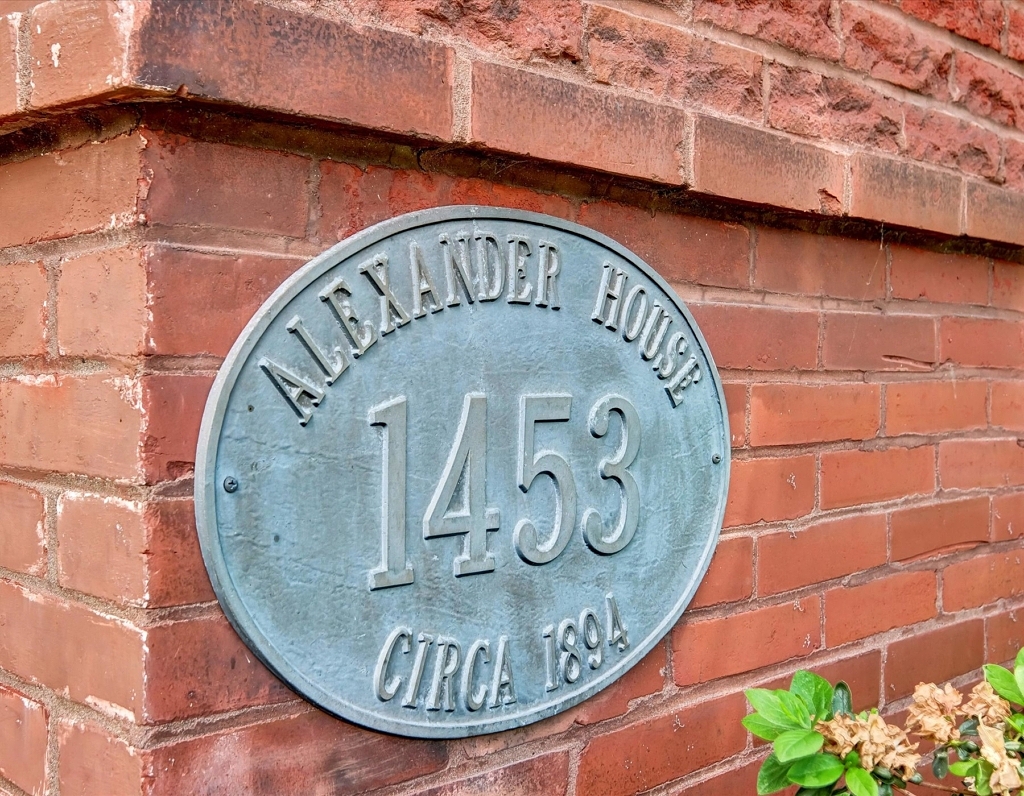 ALEXANDER HOUSE
1453
CIRCA 1894